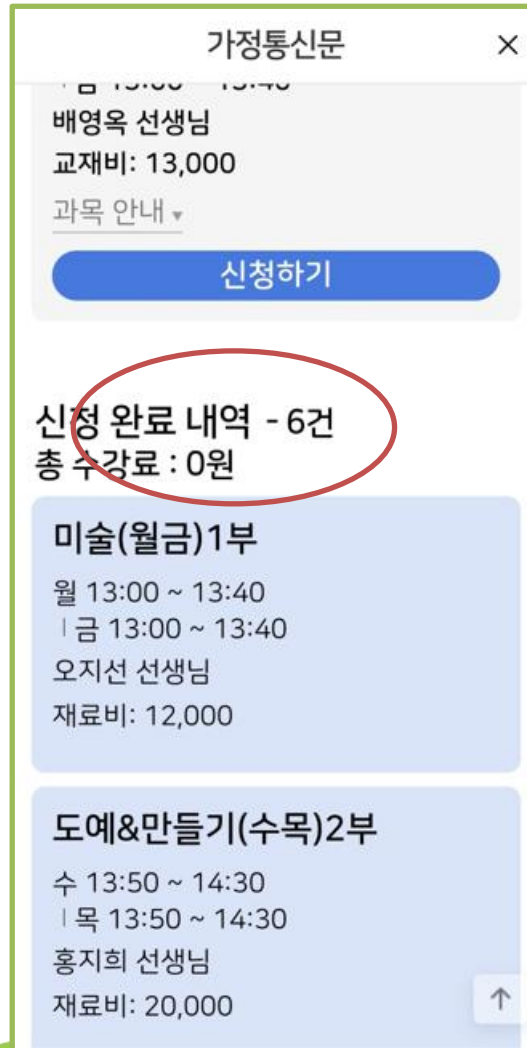 가정통신문 ×
배영옥 선생님
교재비: 13,000
과목 안내 ▾
신청하기
신청 완료 내역 - 6건
총 수강료 : 0원
미술(월금)1부
월 13:00 ~ 13:40
| 금 13:00 ~ 13:40
오지선 선생님
재료비: 12,000
도예&만들기(수목)2부
수 13:50 ~ 14:30
| 목 13:50 ~ 14:30
홍지희 선생님
재료비: 20,000
↑